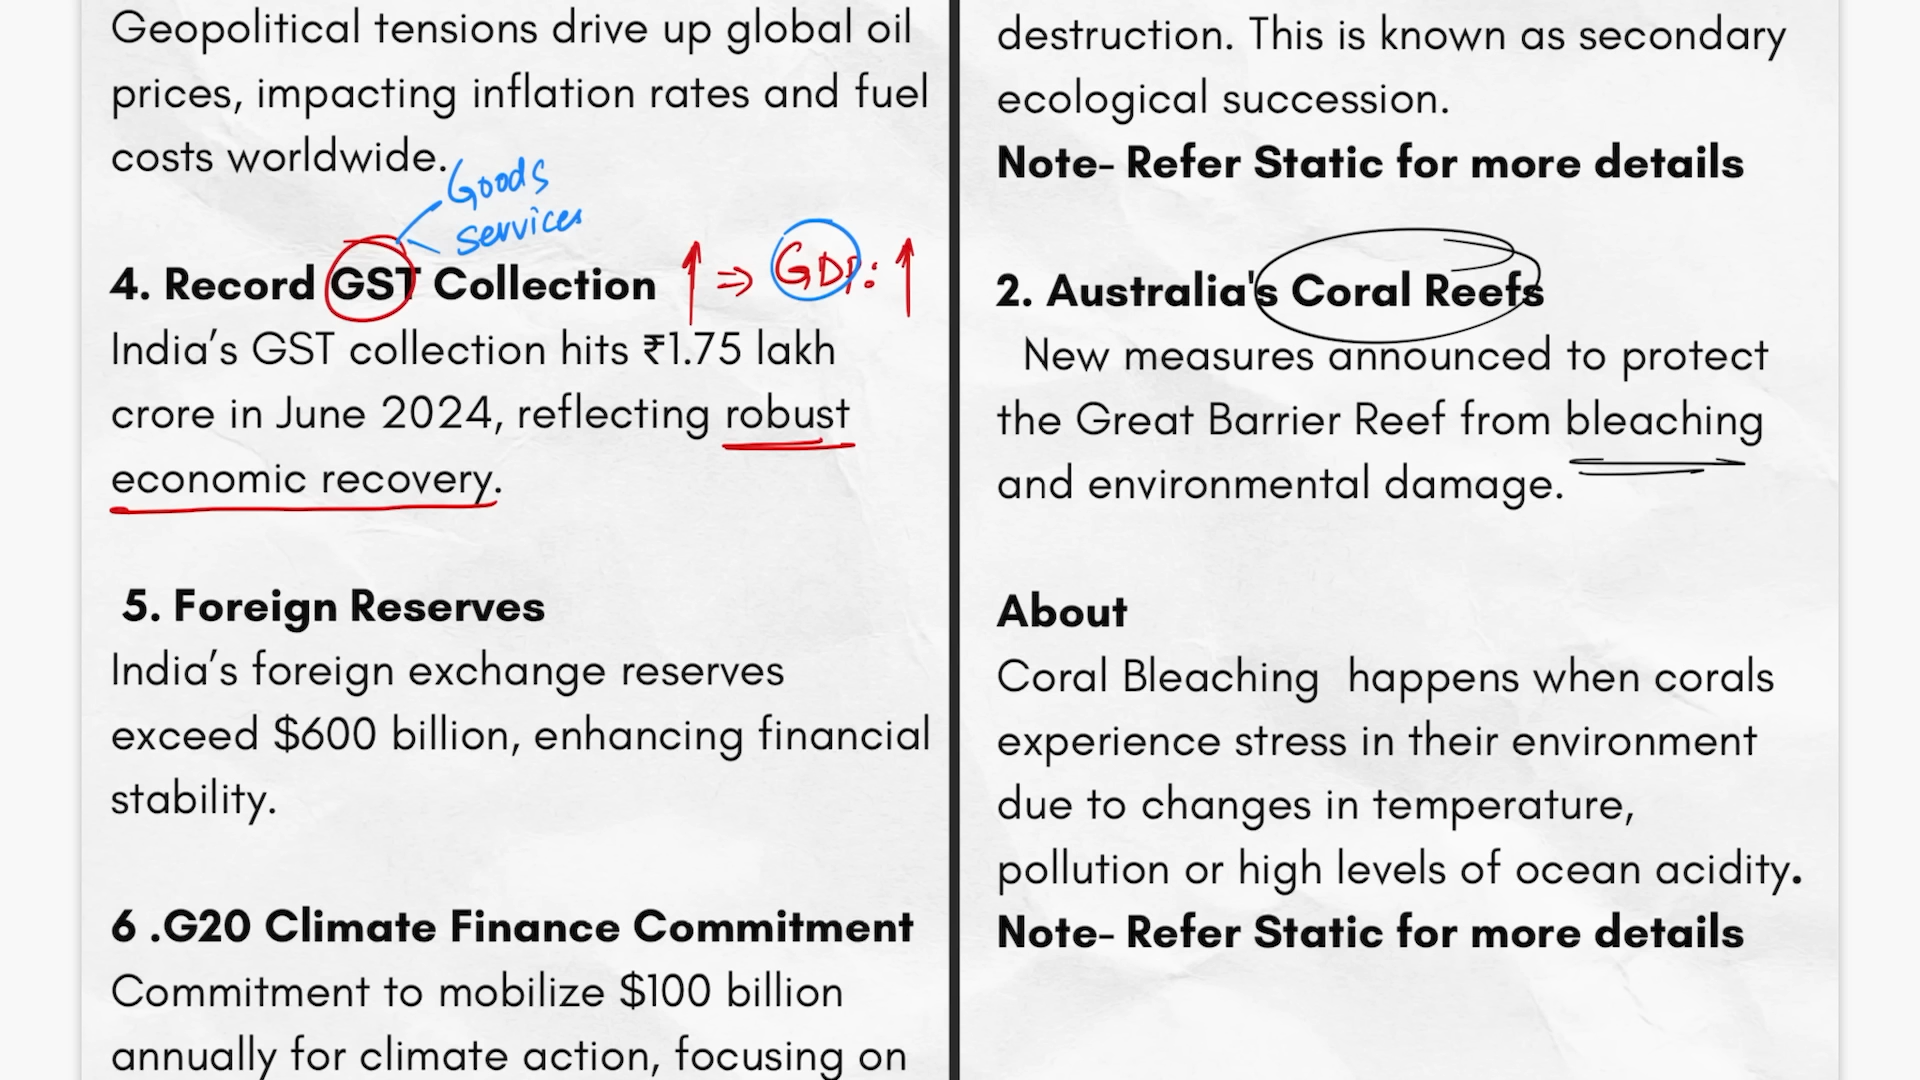 Geopolitical tensions drive up global oil
prices, impacting inflation rates and fuel
costs worldwide.
Goods
services
4. Record GST Collection ↑ ⇒ GDP: ↑
India’s GST collection hits ₹1.75 lakh
crore in June 2024, reflecting robust
economic recovery.
5. Foreign Reserves
India’s foreign exchange reserves
exceed $600 billion, enhancing financial
stability.
6 .G20 Climate Finance Commitment
Commitment to mobilize $100 billion
annually for climate action, focusing on
destruction. This is known as secondary
ecological succession.
Note- Refer Static for more details
2. Australia's Coral Reefs
New measures announced to protect
the Great Barrier Reef from bleaching
and environmental damage.
About
Coral Bleaching  happens when corals
experience stress in their environment
due to changes in temperature,
pollution or high levels of ocean acidity.
Note- Refer Static for more details